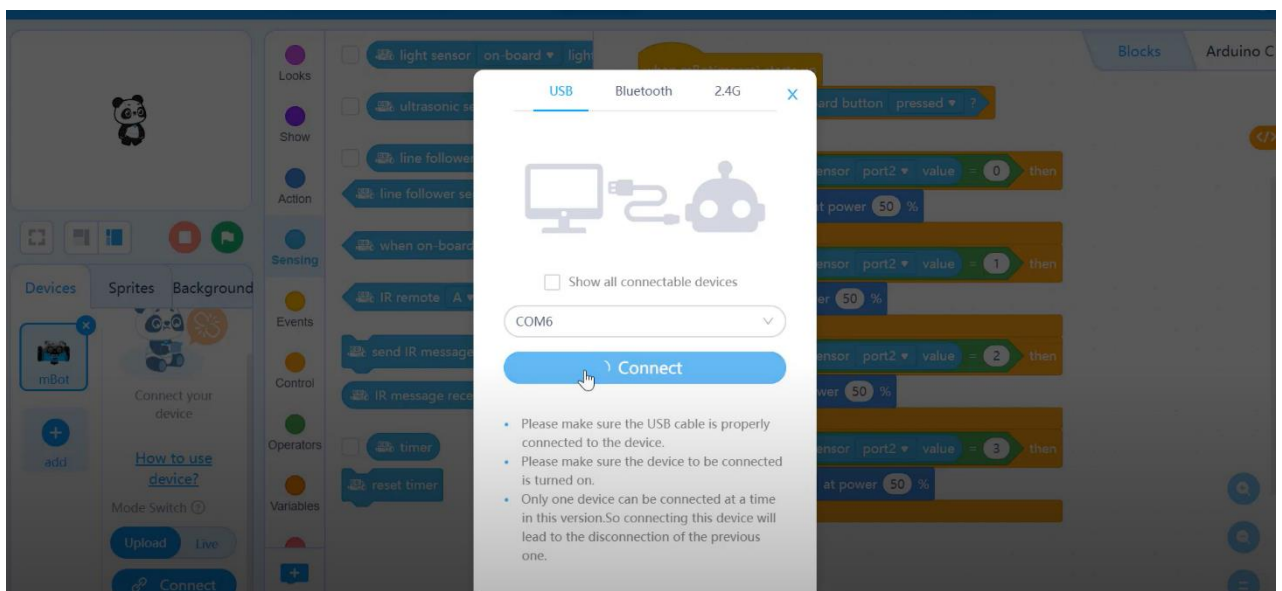 Blocks
Arduino C
Looks
Show
Action
Sensing
Events
Control
Operators
Variables
light sensor on-board light
ultrasonic se
line follower
line follower se
when on-board
IR remote A
send IR message
IR message rece
timer
reset timer
USB Bluetooth 2.4G X
Show all connectable devices
COM6
Connect
• Please make sure the USB cable is properly
connected to the device.
• Please make sure the device to be connected
is turned on.
• Only one device can be connected at a time
in this version.So connecting this device will
lead to the disconnection of the previous
one.
ard button pressed ?
ensor port2 value = 0 then
t power 50 %
ensor port2 value = 1 then
er 50 %
ensor port2 value = 2 then
wer 50 %
ensor port2 value = 3 then
at power 50 %
Devices Sprites Background
mBot
add
Connect your
device
How to use
device?
Mode Switch ?
Upload Live
Connect